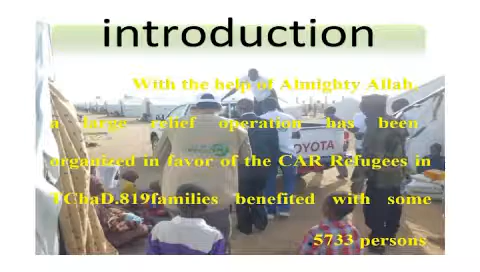 introduction
With the help of Almighty Allah,
a large relief operation has been
organized in favor of the CAR Refugees in
TChaD.819families benefited with some
5733 persons
TOYOTA